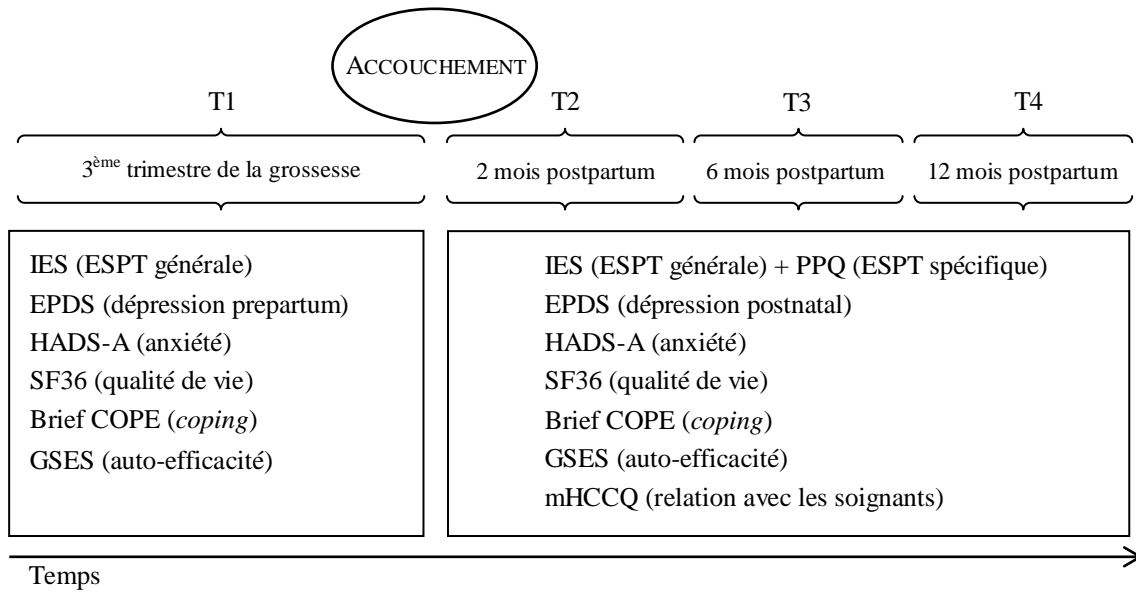 ACCOUCHEMENT
T1
T2
T3
T4
3ème trimestre de la grossesse
2 mois postpartum
6 mois postpartum
12 mois postpartum
IES (ESPT générale)
EPDS (dépression prepartum)
HADS-A (anxiété)
SF36 (qualité de vie)
Brief COPE (coping)
GSES (auto-efficacité)
IES (ESPT générale) + PPQ (ESPT spécifique)
EPDS (dépression postnatal)
HADS-A (anxiété)
SF36 (qualité de vie)
Brief COPE (coping)
GSES (auto-efficacité)
mHCCQ (relation avec les soignants)
Temps